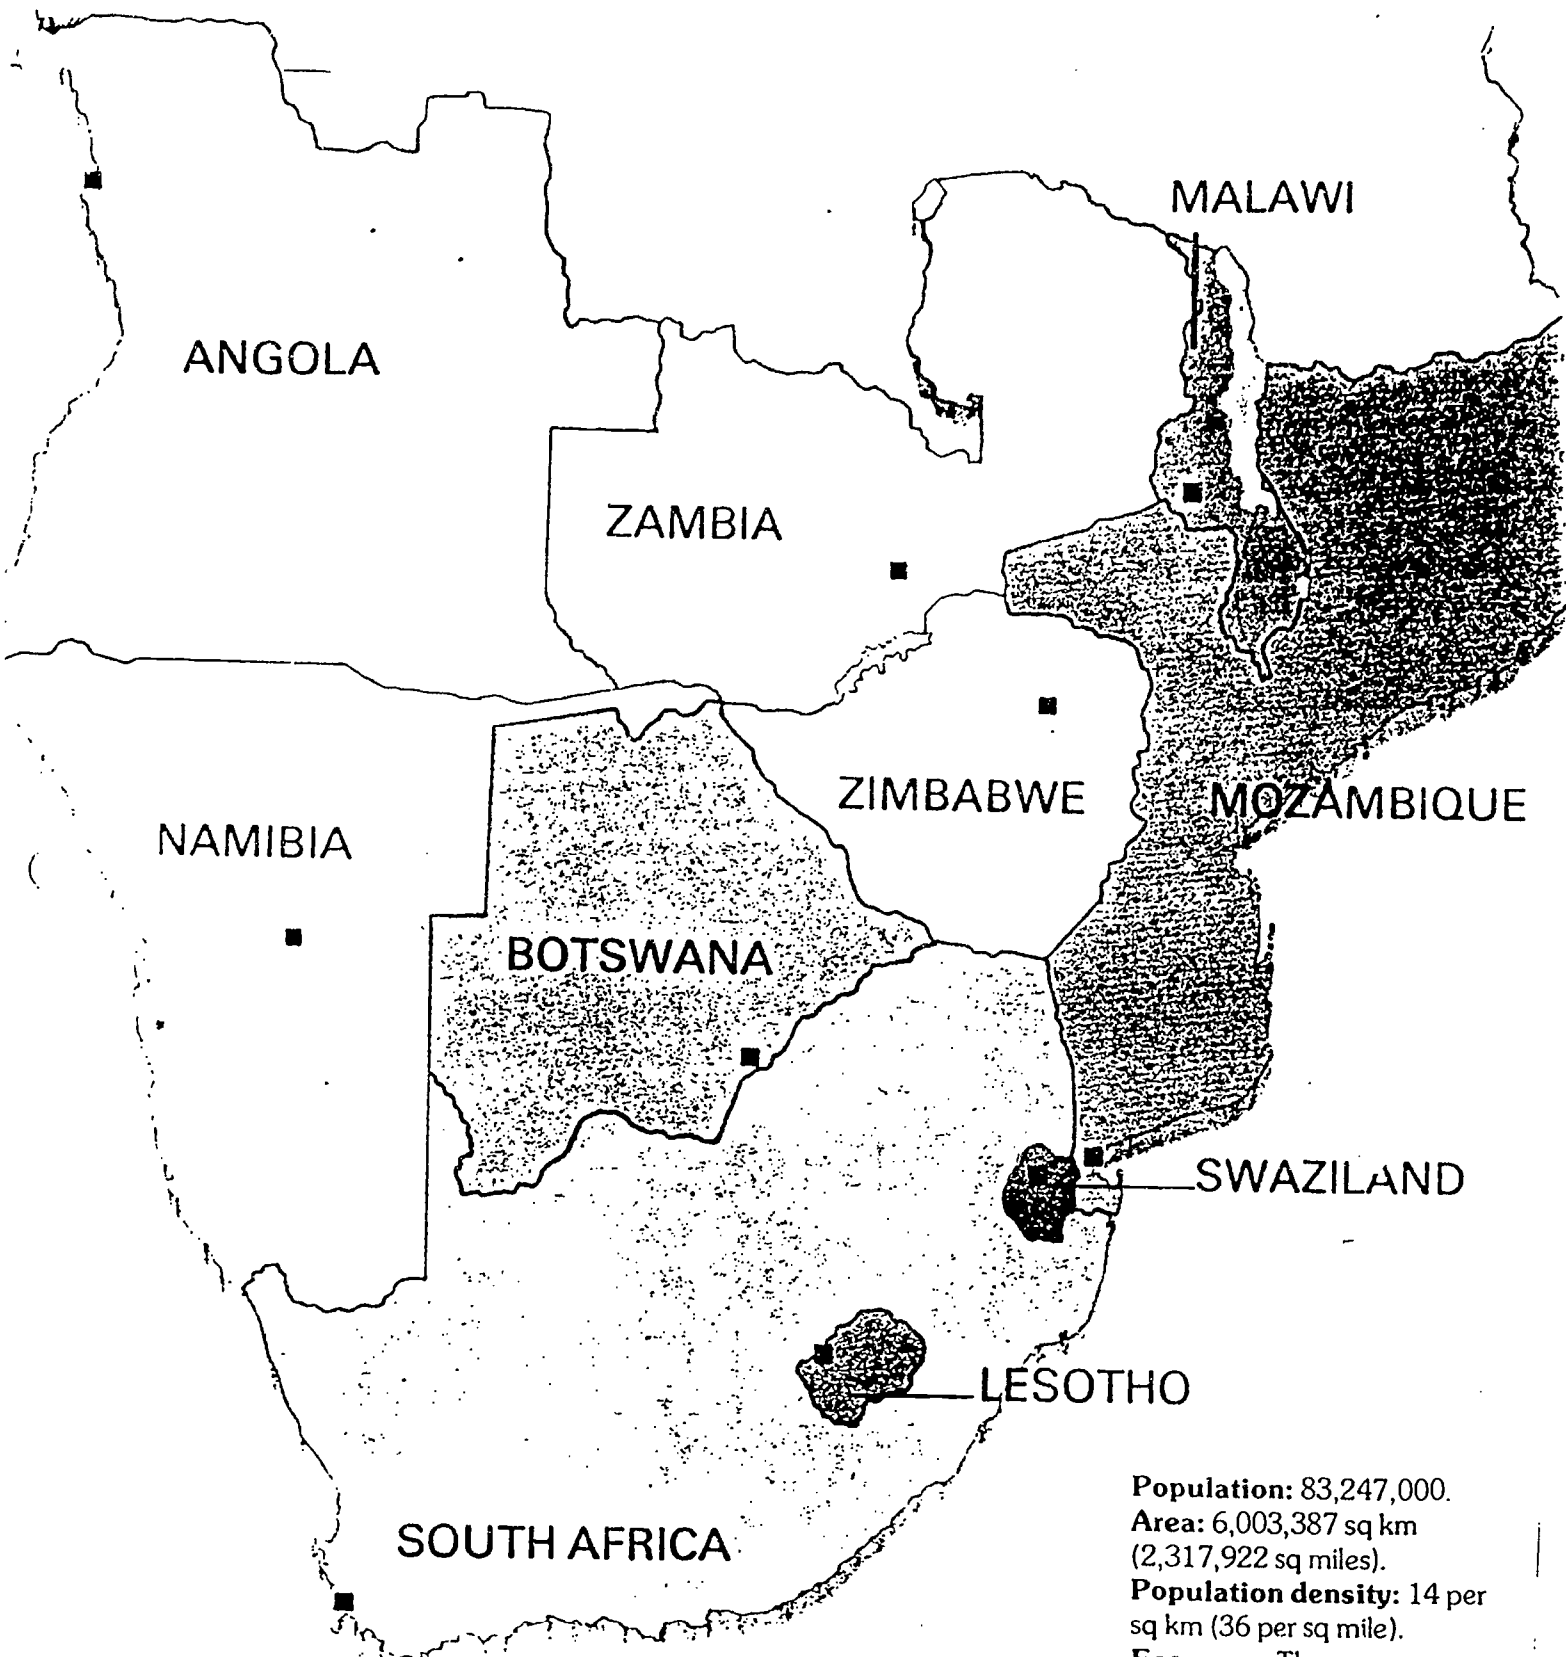 MALAWI
ANGOLA
ZAMBIA
ZIMBABWE
MOZAMBIQUE
NAMIBIA
BOTSWANA
SWAZILAND
LESOTHO
SOUTH AFRICA
Population: 83,247,000.
Area: 6,003,387 sq km
(2,317,922 sq miles).
Population density: 14 per
sq km (36 per sq mile).